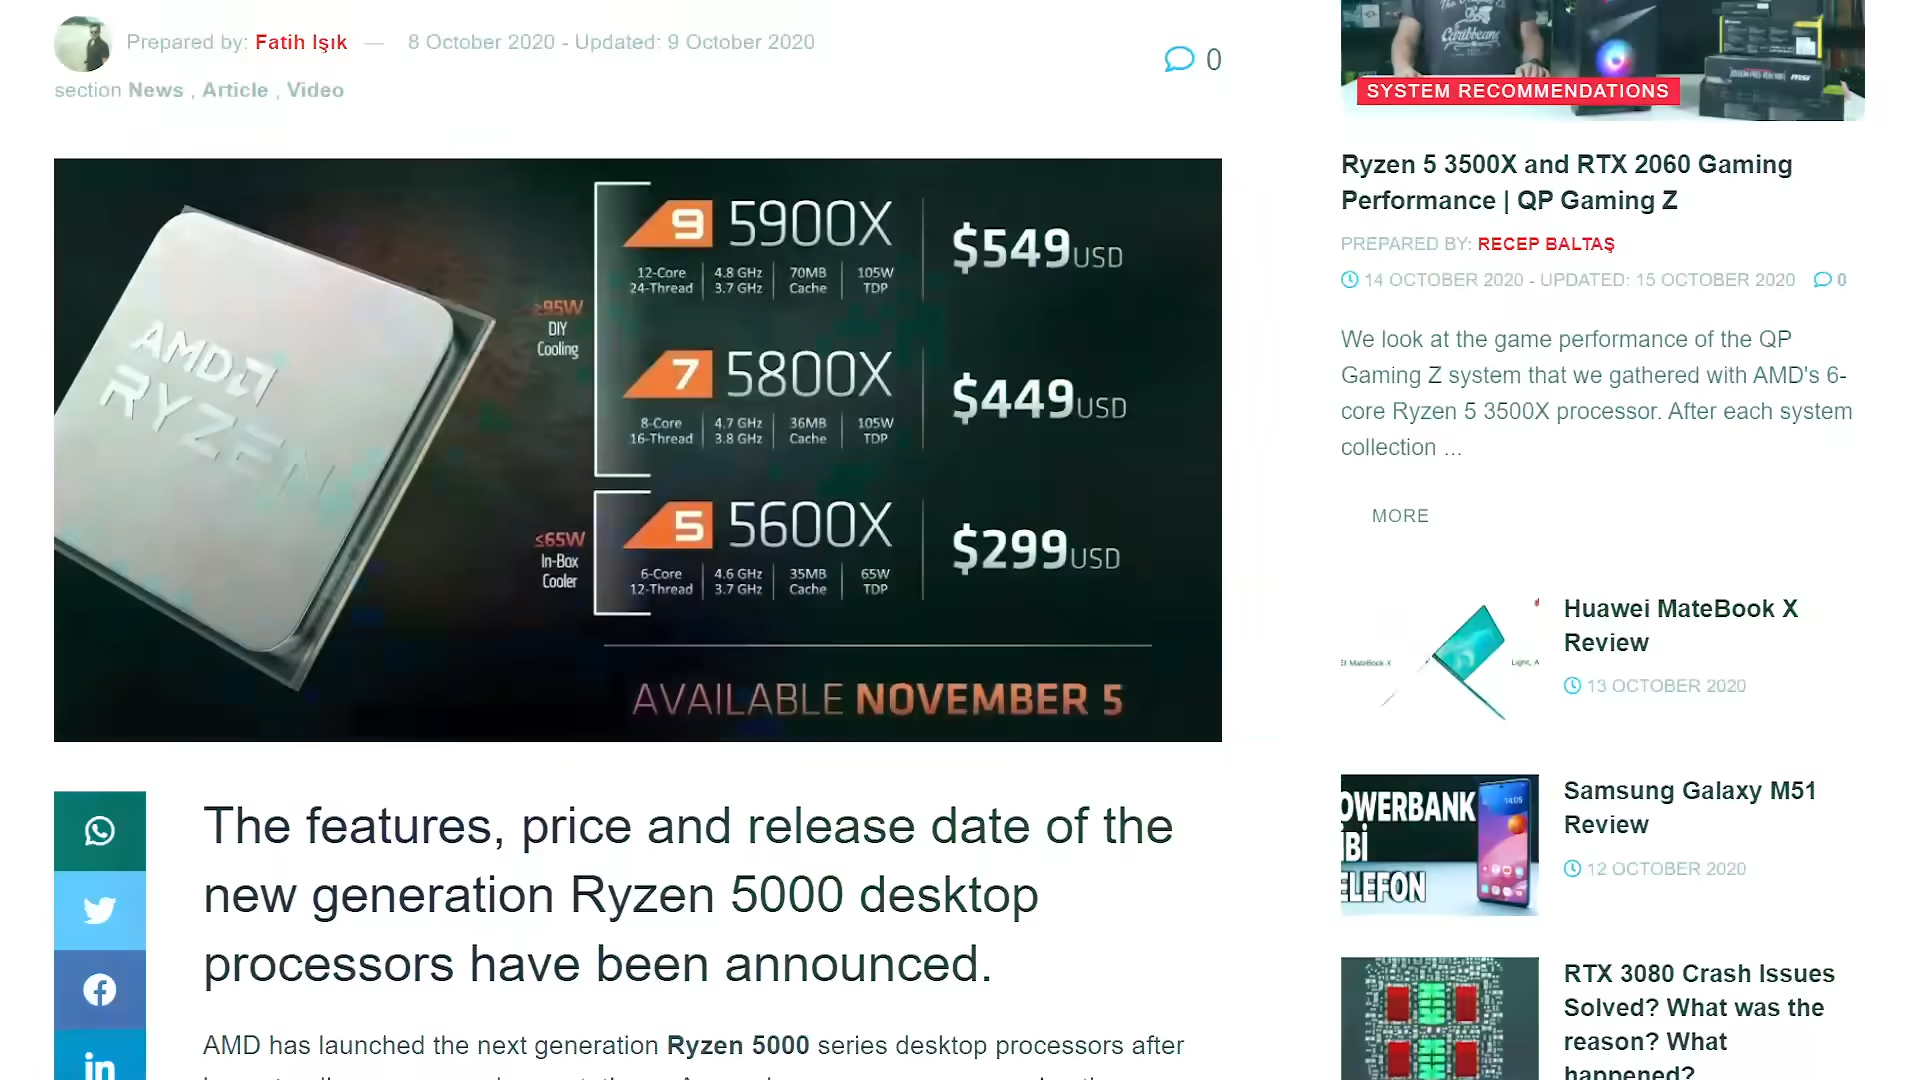 Prepared by: Fatih Işık — 8 October 2020 - Updated: 9 October 2020
section News , Article , Video
0
AMD
RYZEN
≥95W
DIY
Cooling
9 5900X
12-Core 4.8 GHz 70MB 105W
24-Thread 3.7 GHz Cache TDP
$549USD
7 5800X
8-Core 4.7 GHz 36MB 105W
16-Thread 3.8 GHz Cache TDP
$449USD
≤65W
In-Box
Cooler
5 5600X
6-Core 4.6 GHz 35MB 65W
12-Thread 3.7 GHz Cache TDP
$299USD
AVAILABLE NOVEMBER 5
The features, price and release date of the
new generation Ryzen 5000 desktop
processors have been announced.
AMD has launched the next generation Ryzen 5000 series desktop processors after
Caribbean
SYSTEM RECOMMENDATIONS
Ryzen 5 3500X and RTX 2060 Gaming
Performance | QP Gaming Z
PREPARED BY: RECEP BALTAŞ
14 OCTOBER 2020 - UPDATED: 15 OCTOBER 2020 0
We look at the game performance of the QP
Gaming Z system that we gathered with AMD's 6-
core Ryzen 5 3500X processor. After each system
collection ...
MORE
EI MateBook X
Light, A
Huawei MateBook X
Review
13 OCTOBER 2020
OWERBANK
İBİ
ELEFON
14:05
Samsung Galaxy M51
Review
12 OCTOBER 2020
RTX 3080 Crash Issues
Solved? What was the
reason? What
happened?